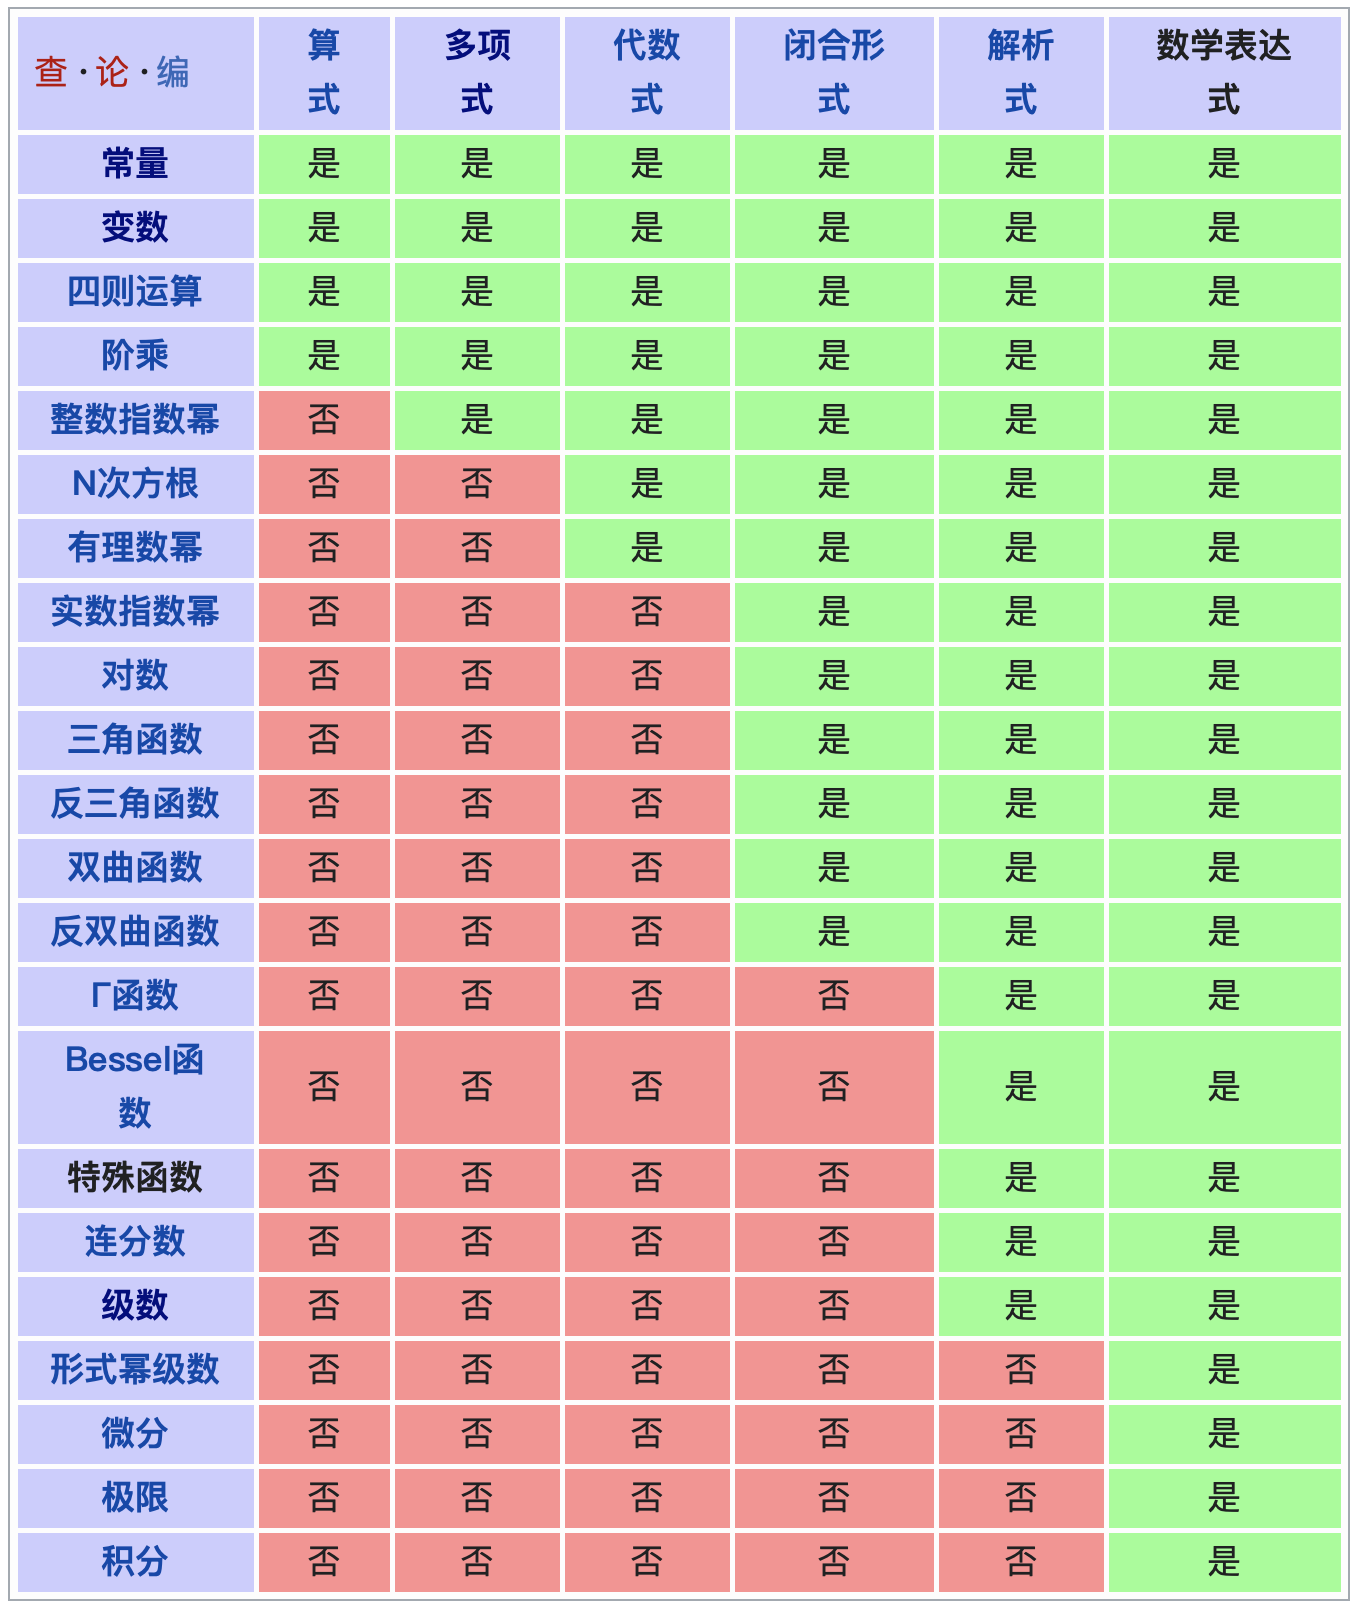 查 · 论 · 编 算式 多项式 代数式 闭合形式 解析式 数学表达式
常量 是 是 是 是 是 是
变数 是 是 是 是 是 是
四则运算 是 是 是 是 是 是
阶乘 是 是 是 是 是 是
整数指数幂 否 是 是 是 是 是
N次方根 否 否 是 是 是 是
有理数幂 否 否 是 是 是 是
实数指数幂 否 否 否 是 是 是
对数 否 否 否 是 是 是
三角函数 否 否 否 是 是 是
反三角函数 否 否 否 是 是 是
双曲函数 否 否 否 是 是 是
反双曲函数 否 否 否 是 是 是
Γ函数 否 否 否 否 是 是
Bessel函数 否 否 否 否 是 是
特殊函数 否 否 否 否 是 是
连分数 否 否 否 否 是 是
级数 否 否 否 否 是 是
形式幂级数 否 否 否 否 否 是
微分 否 否 否 否 否 是
极限 否 否 否 否 否 是
积分 否 否 否 否 否 是